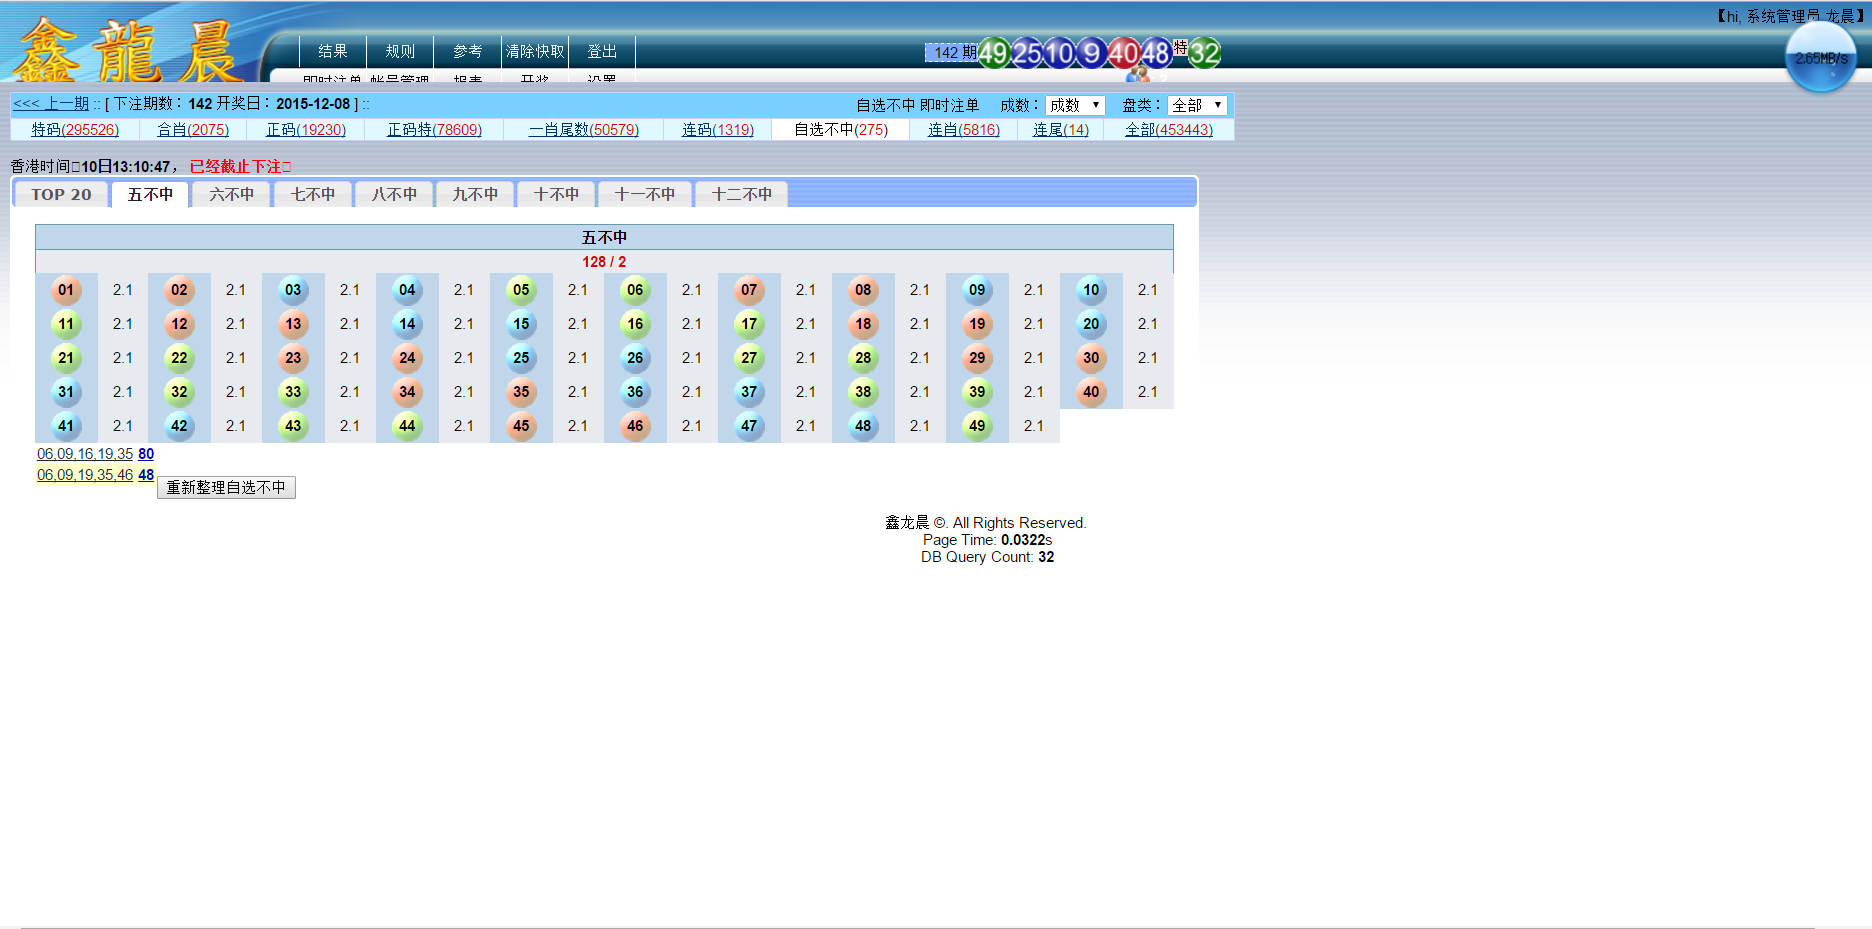 【hi, 系统管理员 龙晨】
鑫龍晨
结果 规则 参考 清除快取 登出
142 期 49 25 10 9 40 48 特 32
2.65MB/s
即时注单 帐号管理 报表 开奖 设置
2
<<< 上一期 :: [ 下注期数：142 开奖日：2015-12-08 ] ::
自选不中 即时注单 成数： 成数 盘类： 全部
特码(295526) 合肖(2075) 正码(19230) 正码特(78609) 一肖尾数(50579) 连码(1319) 自选不中(275) 连肖(5816) 连尾(14) 全部(453443)
香港时间10日13:10:47， 已经截止下注
TOP 20 五不中 六不中 七不中 八不中 九不中 十不中 十一不中 十二不中
五不中
128 / 2
01 2.1 02 2.1 03 2.1 04 2.1 05 2.1 06 2.1 07 2.1 08 2.1 09 2.1 10 2.1
11 2.1 12 2.1 13 2.1 14 2.1 15 2.1 16 2.1 17 2.1 18 2.1 19 2.1 20 2.1
21 2.1 22 2.1 23 2.1 24 2.1 25 2.1 26 2.1 27 2.1 28 2.1 29 2.1 30 2.1
31 2.1 32 2.1 33 2.1 34 2.1 35 2.1 36 2.1 37 2.1 38 2.1 39 2.1 40 2.1
41 2.1 42 2.1 43 2.1 44 2.1 45 2.1 46 2.1 47 2.1 48 2.1 49 2.1
06,09,16,19,35 80
06,09,19,35,46 48
重新整理自选不中
鑫龙晨 ©. All Rights Reserved.
Page Time: 0.0322s
DB Query Count: 32